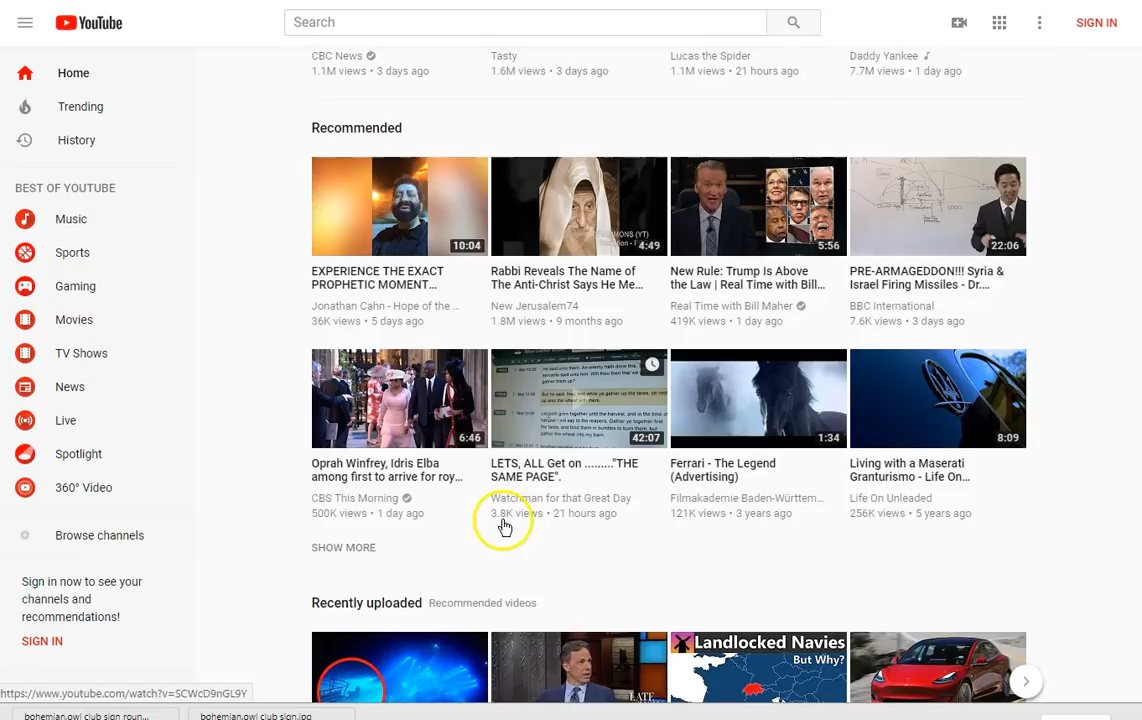 YouTube
Search
SIGN IN
Home
Trending
History
BEST OF YOUTUBE
Music
Sports
Gaming
Movies
TV Shows
News
Live
Spotlight
360° Video
Browse channels
Sign in now to see your
channels and
recommendations!
SIGN IN
CBC News
1.1M views • 3 days ago
Tasty
1.6M views • 3 days ago
Lucas the Spider
1.1M views • 21 hours ago
Daddy Yankee
7.7M views • 1 day ago
Recommended
10:04
EXPERIENCE THE EXACT
PROPHETIC MOMENT...
Jonathan Cahn - Hope of the ...
36K views • 5 days ago
4:49
Rabbi Reveals The Name of
The Anti-Christ Says He Me...
New Jerusalem74
1.8M views • 9 months ago
5:56
New Rule: Trump Is Above
the Law | Real Time with Bill...
Real Time with Bill Maher
419K views • 1 day ago
22:06
PRE-ARMAGEDDON!!! Syria &
Israel Firing Missiles - Dr....
BBC International
7.6K views • 3 days ago
6:46
Oprah Winfrey, Idris Elba
among first to arrive for roy...
CBS This Morning
500K views • 1 day ago
42:07
LETS, ALL Get on ........."THE
SAME PAGE".
Watchman for that Great Day
3.8K views • 21 hours ago
1:34
Ferrari - The Legend
(Advertising)
Filmakademie Baden-Württem...
121K views • 3 years ago
8:09
Living with a Maserati
Granturismo - Life On...
Life On Unleaded
256K views • 5 years ago
SHOW MORE
Recently uploaded Recommended videos
LATE
Landlocked Navies
But Why?
https://www.youtube.com/watch?v=SCWcD9nGL9Y
bohemian.owl club sign roun...
bohemian.owl club sign.jpg